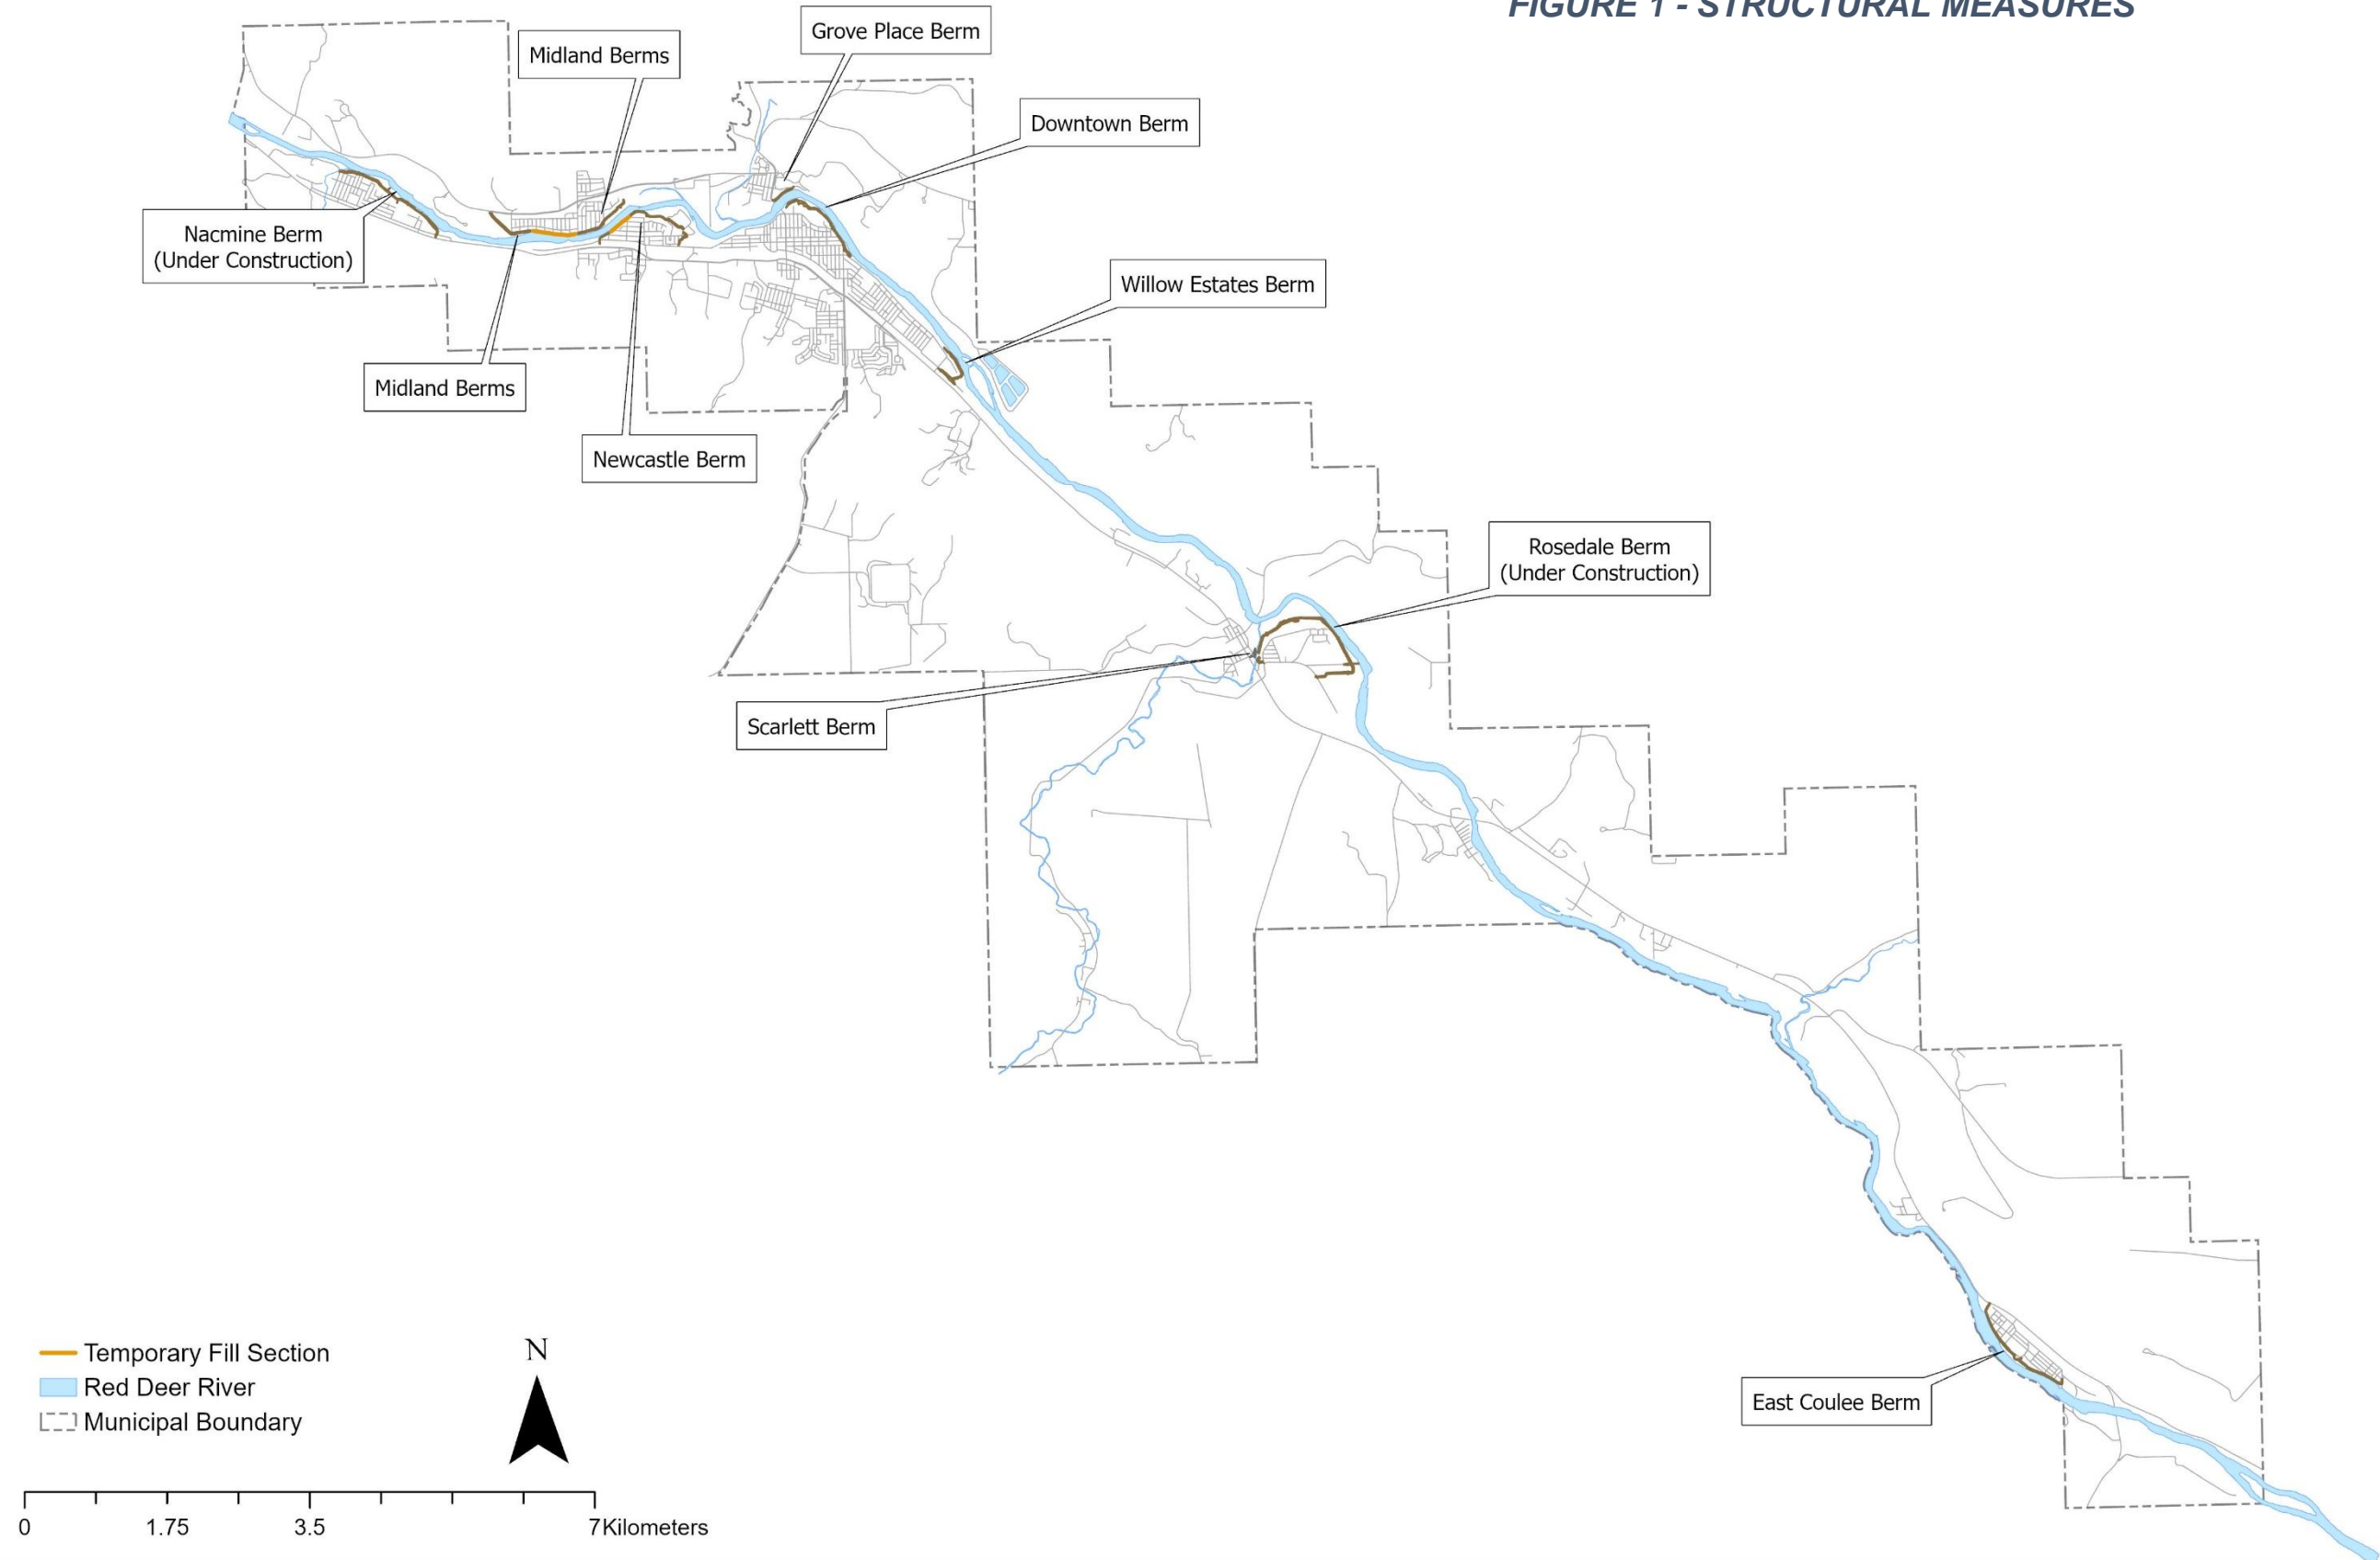 FIGURE 1 - STRUCTURAL MEASURES
Grove Place Berm
Midland Berms
Downtown Berm
Nacmine Berm
(Under Construction)
Willow Estates Berm
Midland Berms
Newcastle Berm
Rosedale Berm
(Under Construction)
Scarlett Berm
East Coulee Berm
Temporary Fill Section
Red Deer River
Municipal Boundary
N
0 1.75 3.5 7 Kilometers